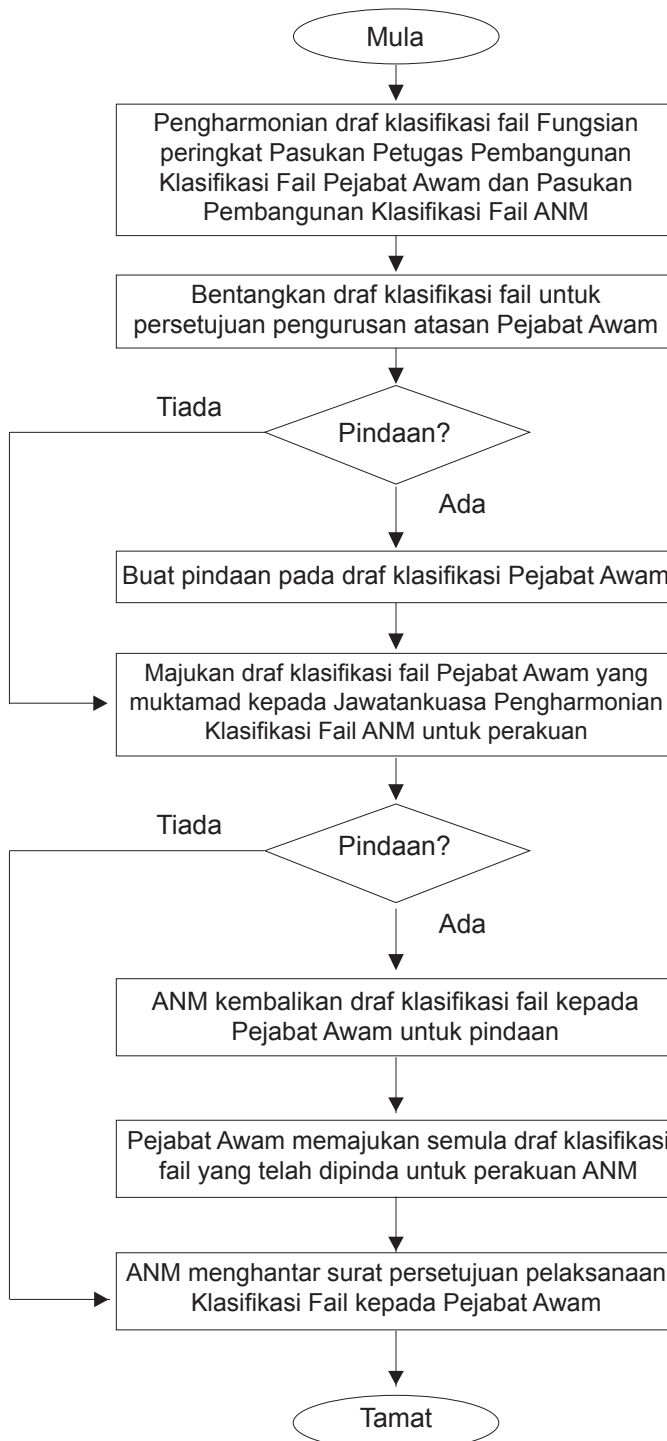 Mula
Pengharmonian draf klasifikasi fail Fungsian
peringkat Pasukan Petugas Pembangunan
Klasifikasi Fail Pejabat Awam dan Pasukan
Pembangunan Klasifikasi Fail ANM
Bentangkan draf klasifikasi fail untuk
persetujuan pengurusan atasan Pejabat Awam
Tiada
Pindaan?
Ada
Buat pindaan pada draf klasifikasi Pejabat Awam
Majukan draf klasifikasi fail Pejabat Awam yang
muktamad kepada Jawatankuasa Pengharmonian
Klasifikasi Fail ANM untuk perakuan
Tiada
Pindaan?
Ada
ANM kembalikan draf klasifikasi fail kepada
Pejabat Awam untuk pindaan
Pejabat Awam memajukan semula draf klasifikasi
fail yang telah dipinda untuk perakuan ANM
ANM menghantar surat persetujuan pelaksanaan
Klasifikasi Fail kepada Pejabat Awam
Tamat